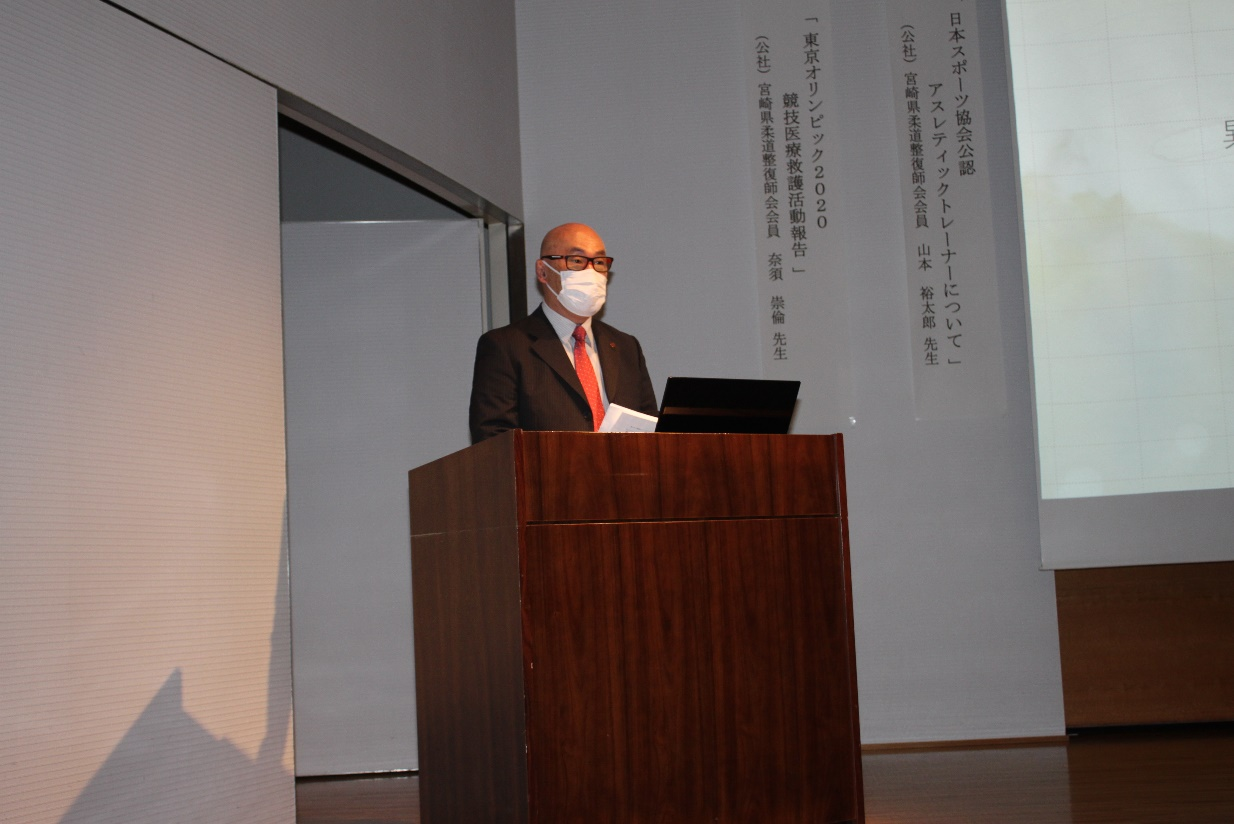 日本スポーツ協会公認
アスレティックトレーナーについて」
(公社) 宮崎県柔道整復師会会員 山本 裕太郎 先生
「東京オリンピック2020
競技医療救護活動報告」
(公社) 宮崎県柔道整復師会会員 奈須 崇倫 先生